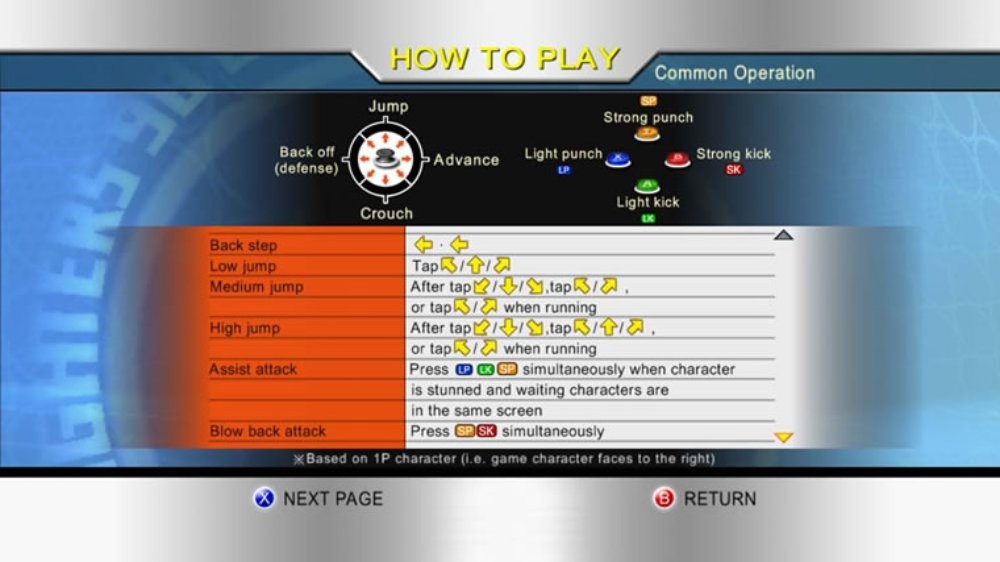 HOW TO PLAY
Common Operation
Jump
Back off
(defense)
Advance
Crouch
SP
Strong punch
Y
Light punch
X
LP
B
Strong kick
SK
A
Light kick
LK
Back step ← · ←
Low jump Tap↖/↑/↗
Medium jump After tap↙/↓/↘,tap↖/↗ ,
or tap↖/↗ when running
High jump After tap↙/↓/↘,tap↖/↑/↗ ,
or tap↖/↗ when running
Assist attack Press LP LK SP simultaneously when character
is stunned and waiting characters are
in the same screen
Blow back attack Press SP SK simultaneously
※Based on 1P character (i.e. game character faces to the right)
X NEXT PAGE
B RETURN